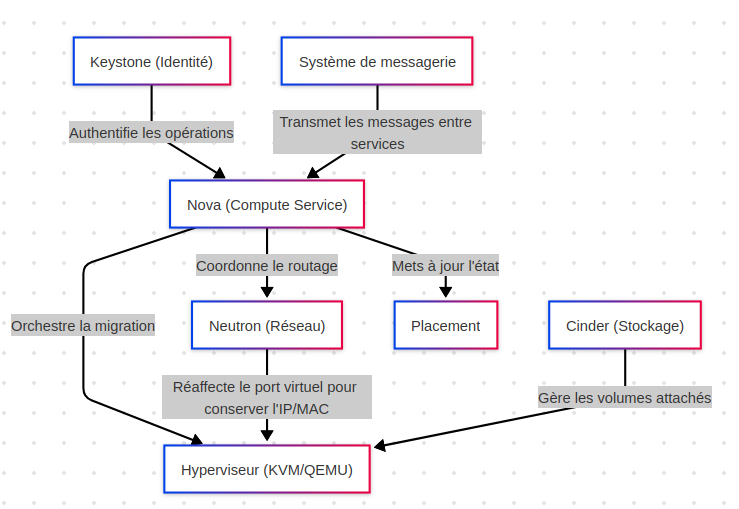 Keystone (Identité)
Système de messagerie
Authentifie les opérations
Transmet les messages entre
services
Nova (Compute Service)
Coordonne le routage
Mets à jour l'état
Orchestre la migration
Neutron (Réseau)
Placement
Cinder (Stockage)
Réaffecte le port virtuel pour
conserver l'IP/MAC
Gère les volumes attachés
Hyperviseur (KVM/QEMU)